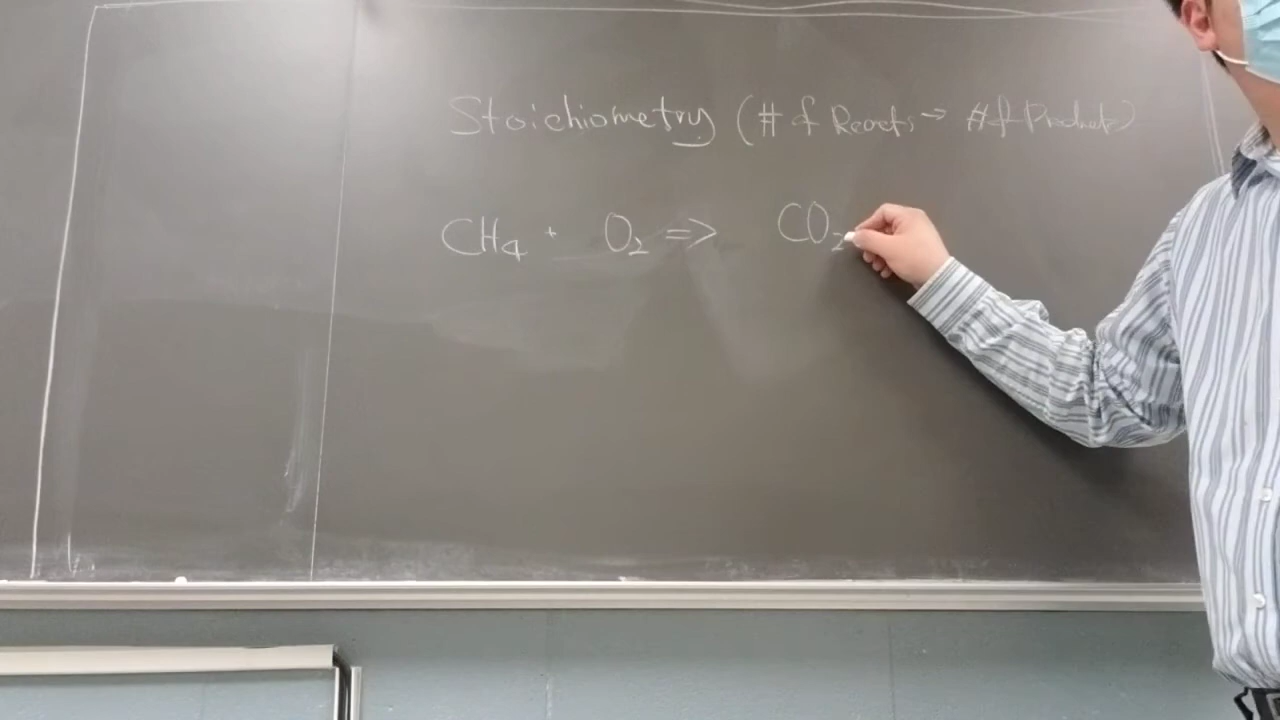 Stoichiometry (# of Reacts → # of Products)
CH₄ + O₂ => CO₂